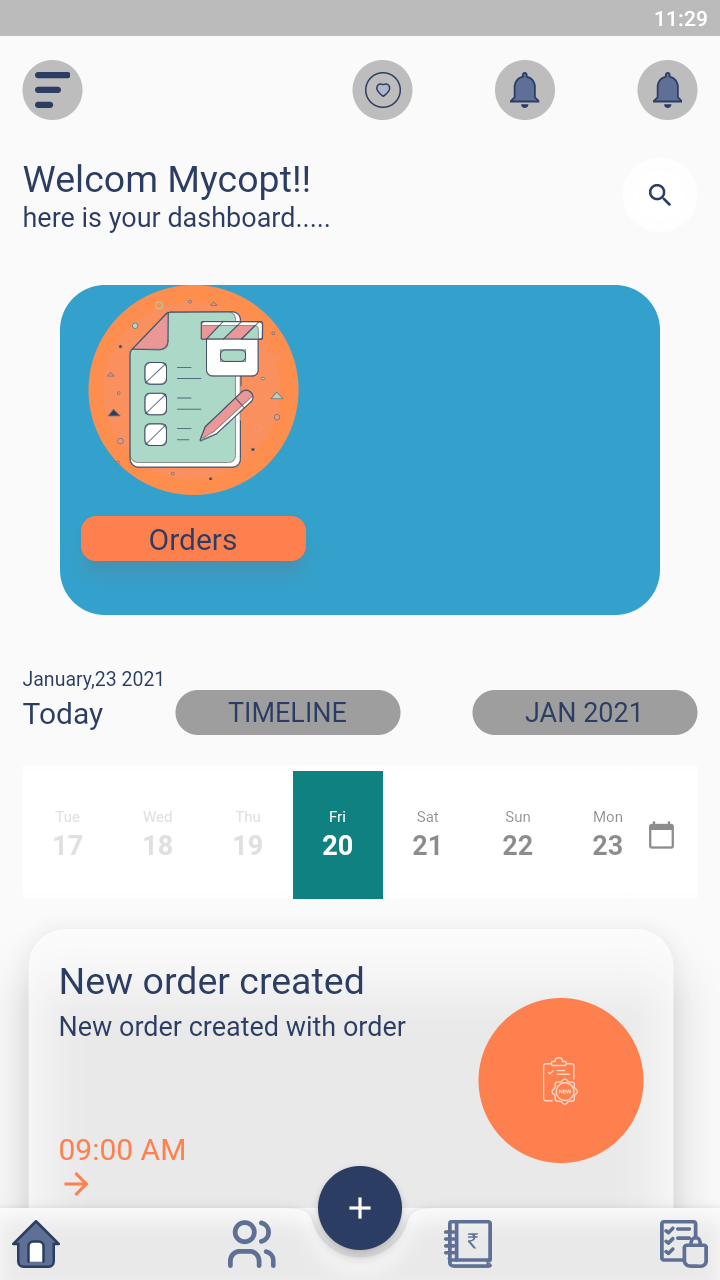 11:29
Welcom Mycopt!!
here is your dashboard.....
Orders
January,23 2021
Today
TIMELINE
JAN 2021
Tue Wed Thu Fri Sat Sun Mon
17 18 19 20 21 22 23
New order created
New order created with order
NEW
09:00 AM
+
₹